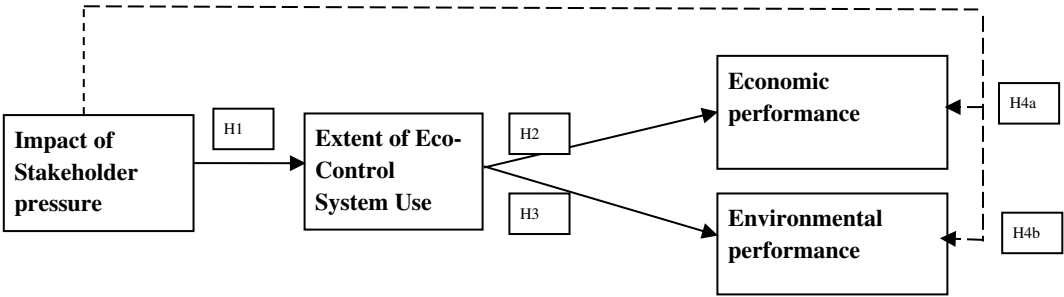 Impact of
Stakeholder
pressure
H1
Extent of Eco-
Control
System Use
H2
H3
Economic
performance
Environmental
performance
H4a
H4b